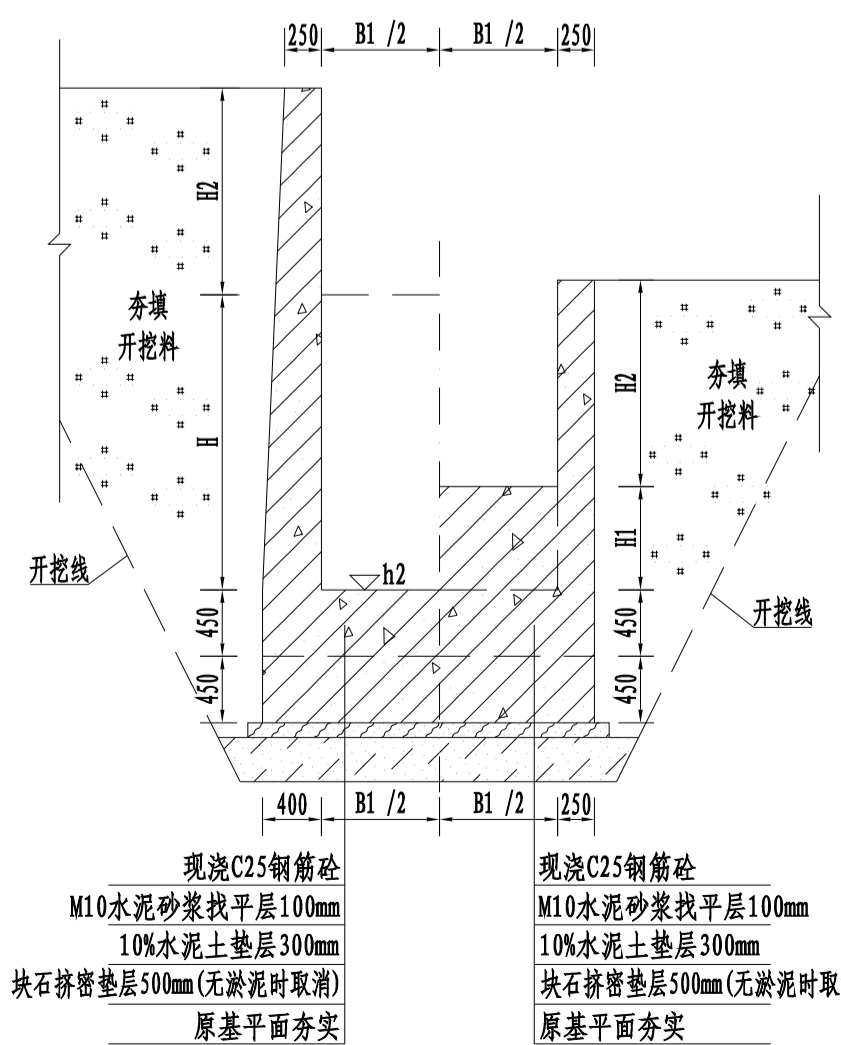 250
B1 /2
B1 /2
250
H2
夯填
开挖料
H
H2
夯填
开挖料
H1
h2
开挖线
开挖线
450
450
450
450
400
B1 /2
B1 /2
250
现浇C25钢筋砼
M10水泥砂浆找平层100mm
10%水泥土垫层300mm
块石挤密垫层500mm(无淤泥时取消)
原基平面夯实
现浇C25钢筋砼
M10水泥砂浆找平层100mm
10%水泥土垫层300mm
块石挤密垫层500mm(无淤泥时取
原基平面夯实